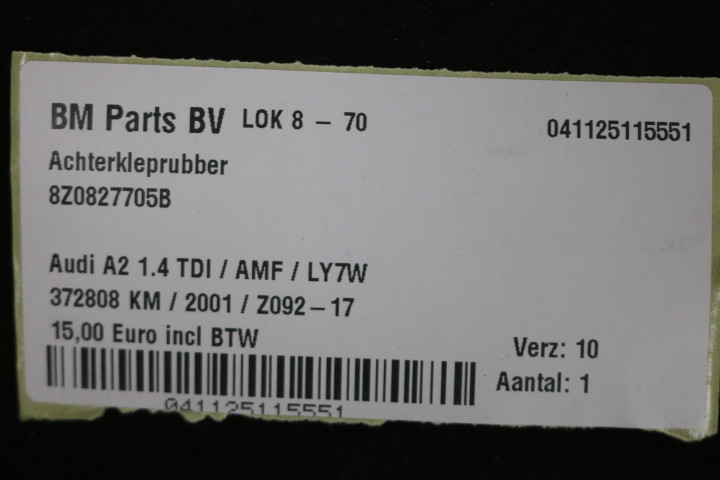 BM Parts BV LOK 8 – 70 041125115551
Achterkleprubber
8Z0827705B
Audi A2 1.4 TDI / AMF / LY7W
372808 KM / 2001 / Z092–17
15,00 Euro incl BTW
Verz: 10
Aantal: 1
041125115551